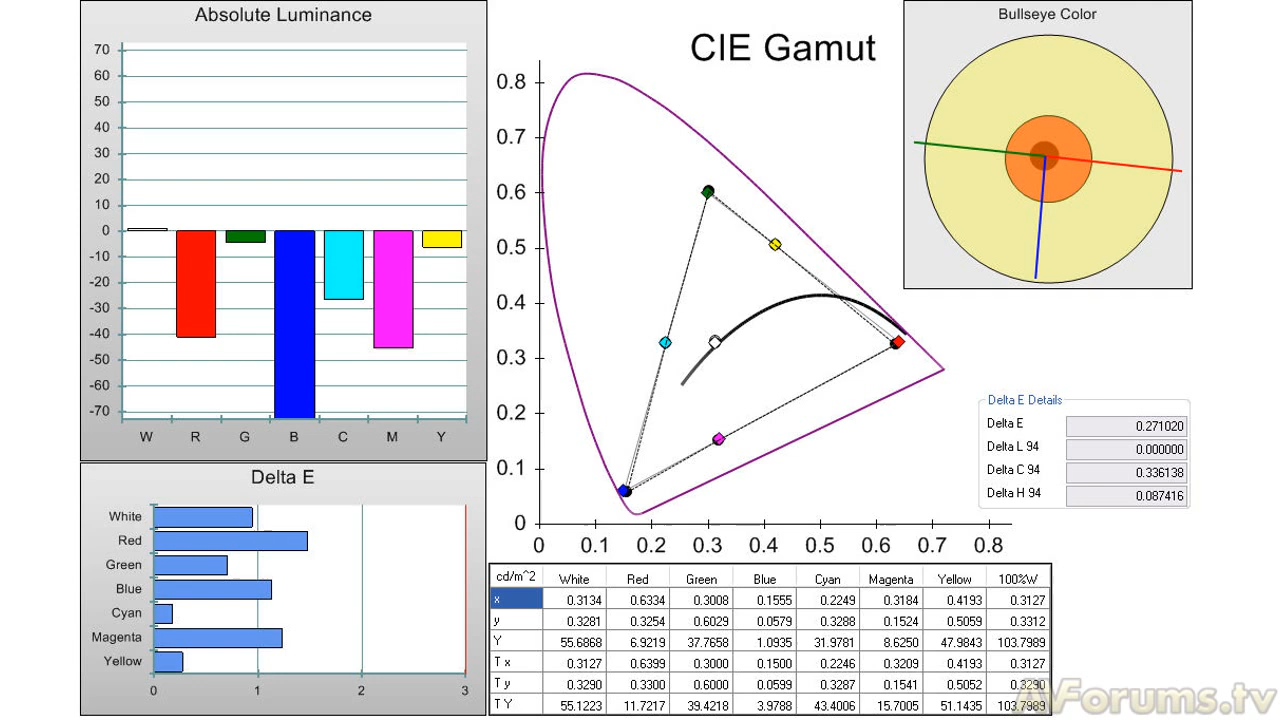 Absolute Luminance
70
60
50
40
30
20
10
0
-10
-20
-30
-40
-50
-60
-70
W R G B C M Y
Delta E
White
Red
Green
Blue
Cyan
Magenta
Yellow
0 1 2 3
CIE Gamut
0.8
0.7
0.6
0.5
0.4
0.3
0.2
0.1
0
0 0.1 0.2 0.3 0.4 0.5 0.6 0.7 0.8
Bullseye Color
Delta E Details
Delta E 0.271020
Delta L 94 0.000000
Delta C 94 0.336138
Delta H 94 0.087416
cd/m^2 White Red Green Blue Cyan Magenta Yellow 100%W
x 0.3134 0.6334 0.3008 0.1555 0.2249 0.3184 0.4193 0.3127
y 0.3281 0.3254 0.6029 0.0579 0.3288 0.1524 0.5059 0.3312
Y 55.6868 6.9219 37.7658 1.0935 31.9781 8.6250 47.9843 103.7989
T x 0.3127 0.6399 0.3000 0.1500 0.2246 0.3209 0.4193 0.3127
T y 0.3290 0.3300 0.6000 0.0599 0.3287 0.1541 0.5052 0.3290
T Y 55.1223 11.7217 39.4218 3.9788 43.4006 15.7005 51.1435 103.7989
AVForums.tv